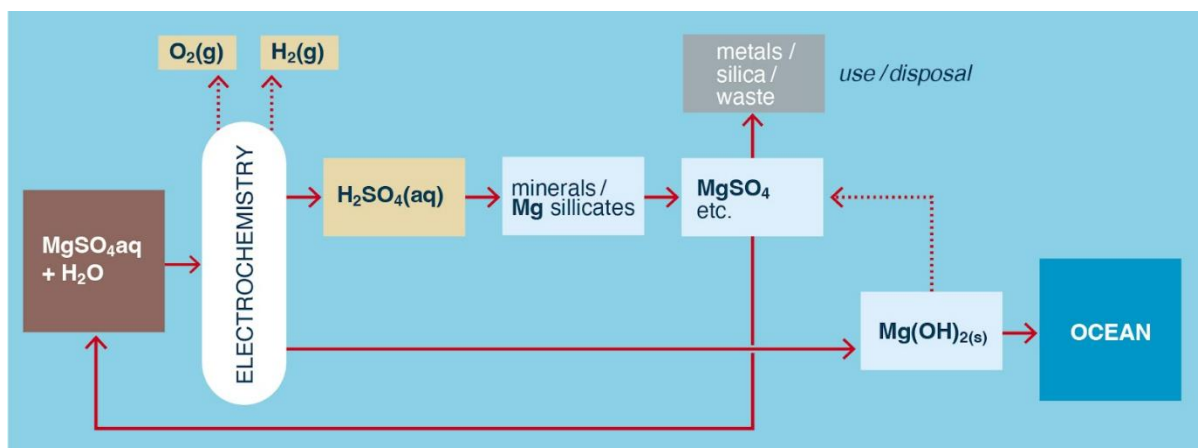 O₂(g)
H₂(g)
metals /
silica /
waste
use / disposal
ELECTROCHEMISTRY
H₂SO₄(aq)
minerals /
Mg sillicates
MgSO₄
etc.
MgSO₄aq
+ H₂O
Mg(OH)₂₍ₛ₎
OCEAN